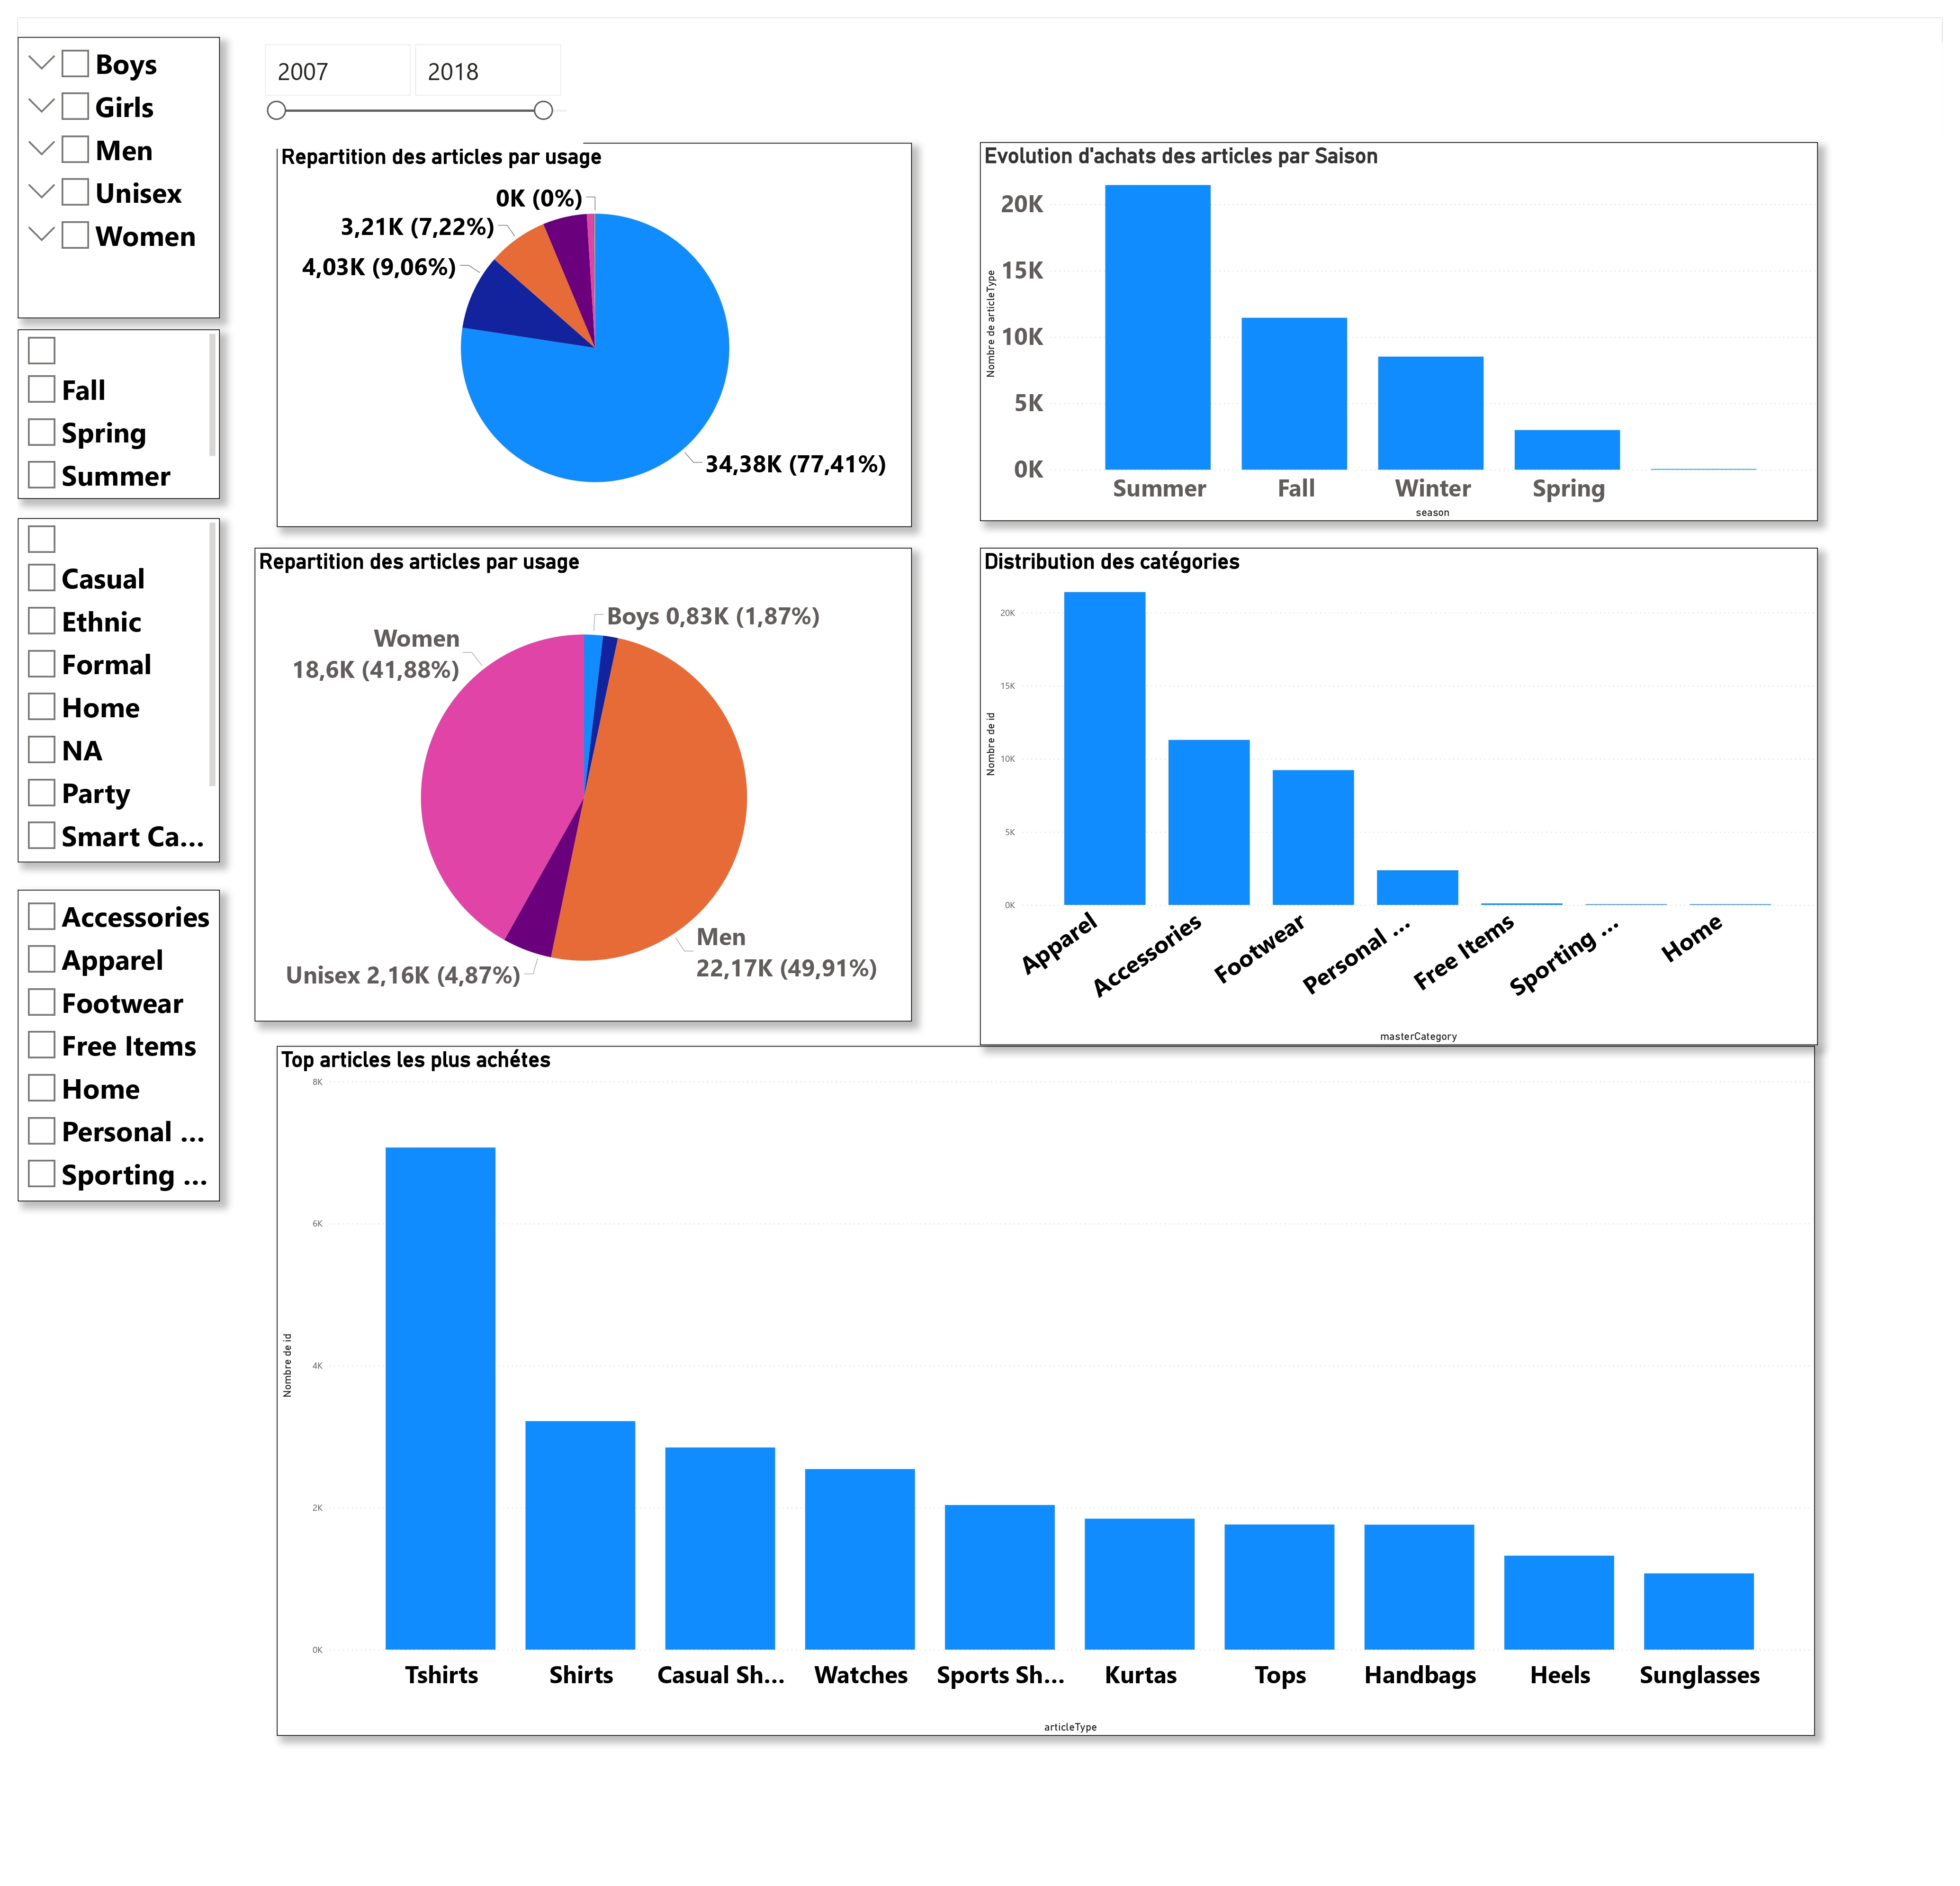 Boys
Girls
Men
Unisex
Women
Fall
Spring
Summer
Casual
Ethnic
Formal
Home
NA
Party
Smart Ca...
Accessories
Apparel
Footwear
Free Items
Home
Personal ...
Sporting ...
2007
2018
Repartition des articles par usage
0K (0%)
3,21K (7,22%)
4,03K (9,06%)
34,38K (77,41%)
Evolution d'achats des articles par Saison
Nombre de articleType
20K
15K
10K
5K
0K
Summer
Fall
Winter
Spring
season
Repartition des articles par usage
Boys 0,83K (1,87%)
Women
18,6K (41,88%)
Men
22,17K (49,91%)
Unisex 2,16K (4,87%)
Distribution des catégories
Nombre de id
20K
15K
10K
5K
0K
Apparel
Accessories
Footwear
Personal ...
Free Items
Sporting ...
Home
masterCategory
Top articles les plus achétes
Nombre de id
8K
6K
4K
2K
0K
Tshirts
Shirts
Casual Sh...
Watches
Sports Sh...
Kurtas
Tops
Handbags
Heels
Sunglasses
articleType